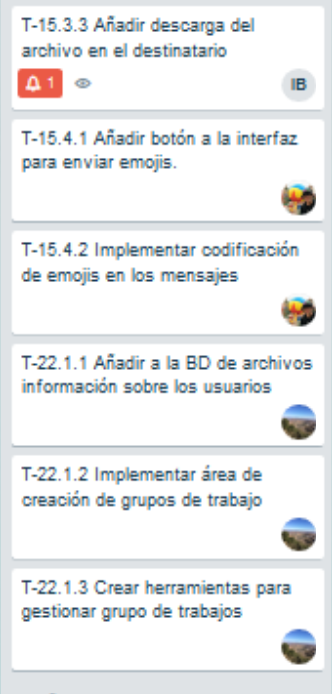 T-15.3.3 Añadir descarga del
archivo en el destinatario
1
IB
T-15.4.1 Añadir botón a la interfaz
para enviar emojis.
T-15.4.2 Implementar codificación
de emojis en los mensajes
T-22.1.1 Añadir a la BD de archivos
información sobre los usuarios
T-22.1.2 Implementar área de
creación de grupos de trabajo
T-22.1.3 Crear herramientas para
gestionar grupo de trabajos